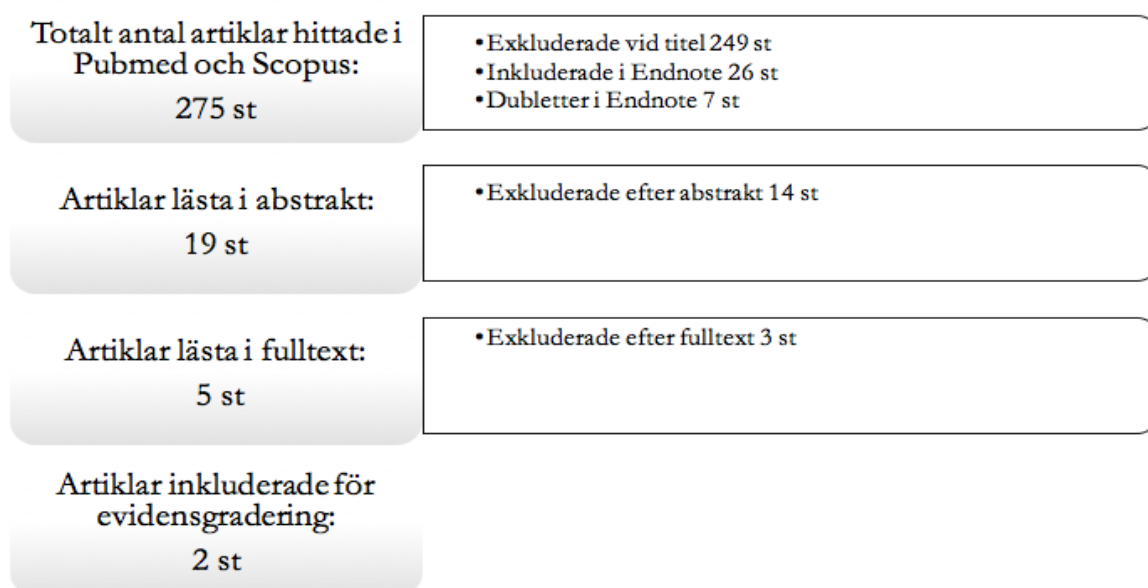 Totalt antal artiklar hittade i
Pubmed och Scopus:
275 st
•Exkluderade vid titel 249 st
•Inkluderade i Endnote 26 st
•Dubletter i Endnote 7 st
Artiklar lästa i abstrakt:
19 st
•Exkluderade efter abstrakt 14 st
Artiklar lästa i fulltext:
5 st
•Exkluderade efter fulltext 3 st
Artiklar inkluderade för
evidensgradering:
2 st